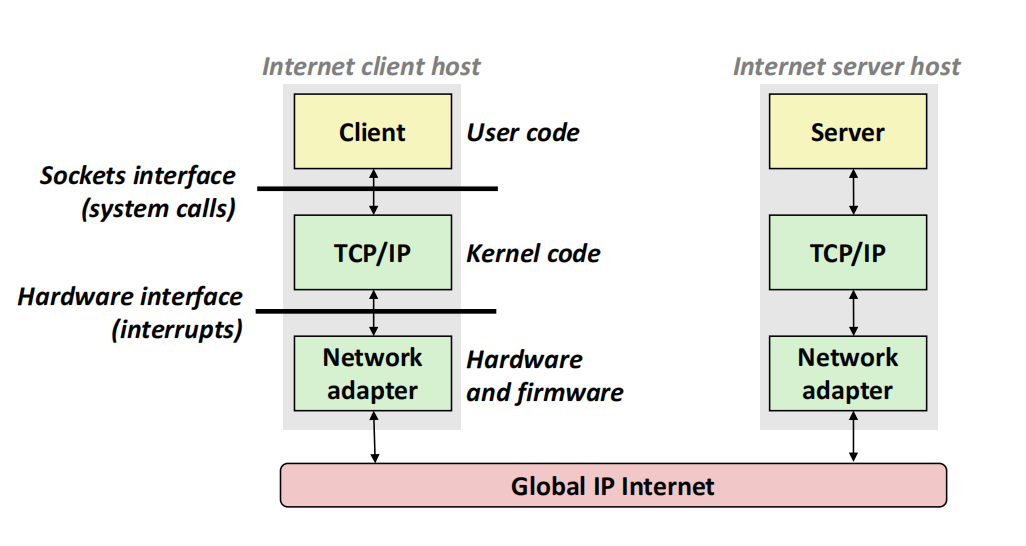 Internet client host
Internet server host
Client
User code
Server
Sockets interface
(system calls)
TCP/IP
Kernel code
TCP/IP
Hardware interface
(interrupts)
Network
adapter
Hardware
and firmware
Network
adapter
Global IP Internet